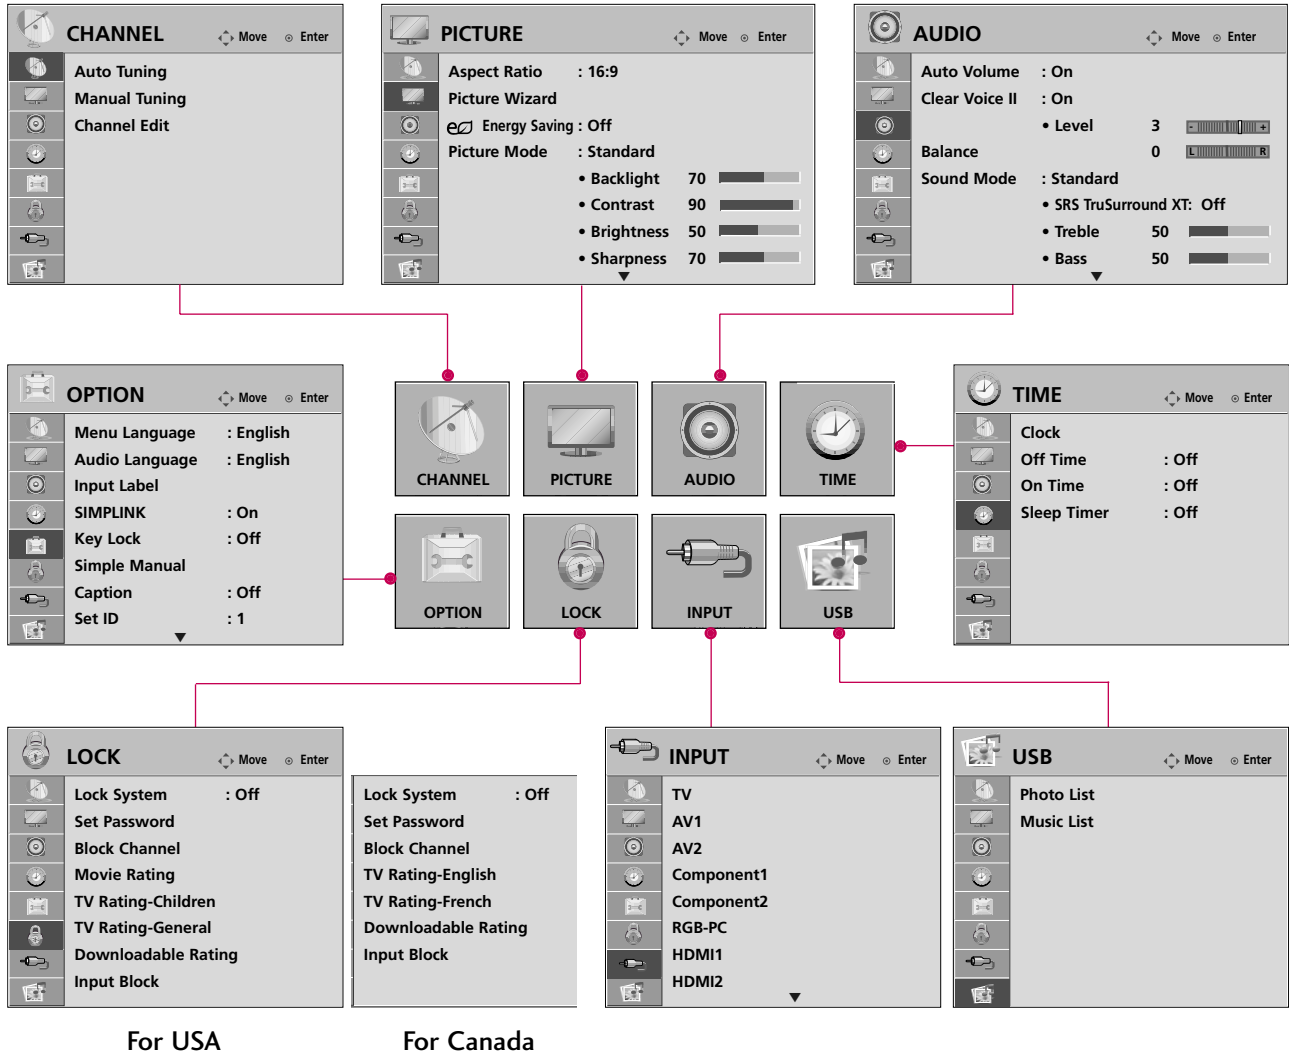 CHANNEL Move Enter
Auto Tuning
Manual Tuning
Channel Edit
PICTURE Move Enter
Aspect Ratio : 16:9
Picture Wizard
e Energy Saving : Off
Picture Mode : Standard
• Backlight 70
• Contrast 90
• Brightness 50
• Sharpness 70
AUDIO Move Enter
Auto Volume : On
Clear Voice II : On
• Level 3 - +
Balance 0 L R
Sound Mode : Standard
• SRS TruSurround XT: Off
• Treble 50
• Bass 50
OPTION Move Enter
Menu Language : English
Audio Language : English
Input Label
SIMPLINK : On
Key Lock : Off
Simple Manual
Caption : Off
Set ID : 1
CHANNEL
PICTURE
AUDIO
TIME
OPTION
LOCK
INPUT
USB
TIME Move Enter
Clock
Off Time : Off
On Time : Off
Sleep Timer : Off
LOCK Move Enter
Lock System : Off
Set Password
Block Channel
Movie Rating
TV Rating-Children
TV Rating-General
Downloadable Rating
Input Block
For USA
Lock System : Off
Set Password
Block Channel
TV Rating-English
TV Rating-French
Downloadable Rating
Input Block
For Canada
INPUT Move Enter
TV
AV1
AV2
Component1
Component2
RGB-PC
HDMI1
HDMI2
USB Move Enter
Photo List
Music List